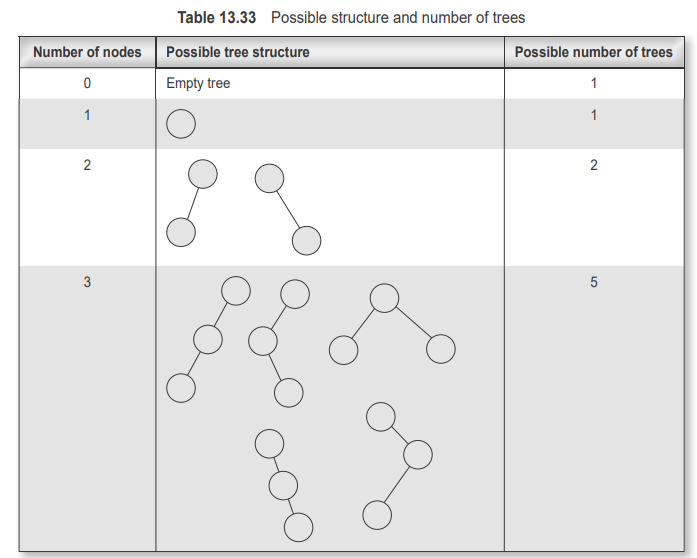 Table 13.33 Possible structure and number of trees
Number of nodes Possible tree structure Possible number of trees
0 Empty tree 1
1 1
2 2
3 5